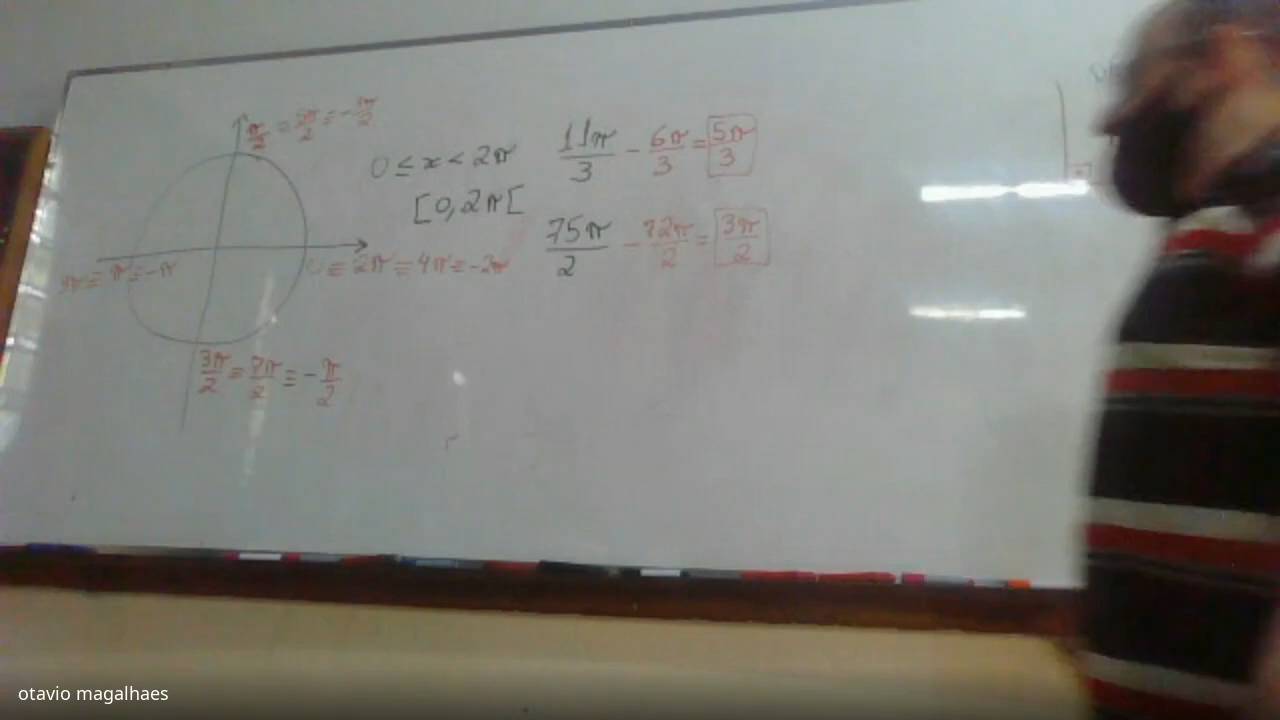 π/2 ≡ 5π/2 ≡ -3π/2
0 ≤ x < 2π
[0, 2π[
11π/3 - 6π/3 = 5π/3
75π/2 - 72π/2 = 3π/2
3π ≡ π ≡ -π
0 ≡ 2π ≡ 4π ≡ -2π
3π/2 ≡ 7π/2 ≡ -π/2
otavio magalhaes